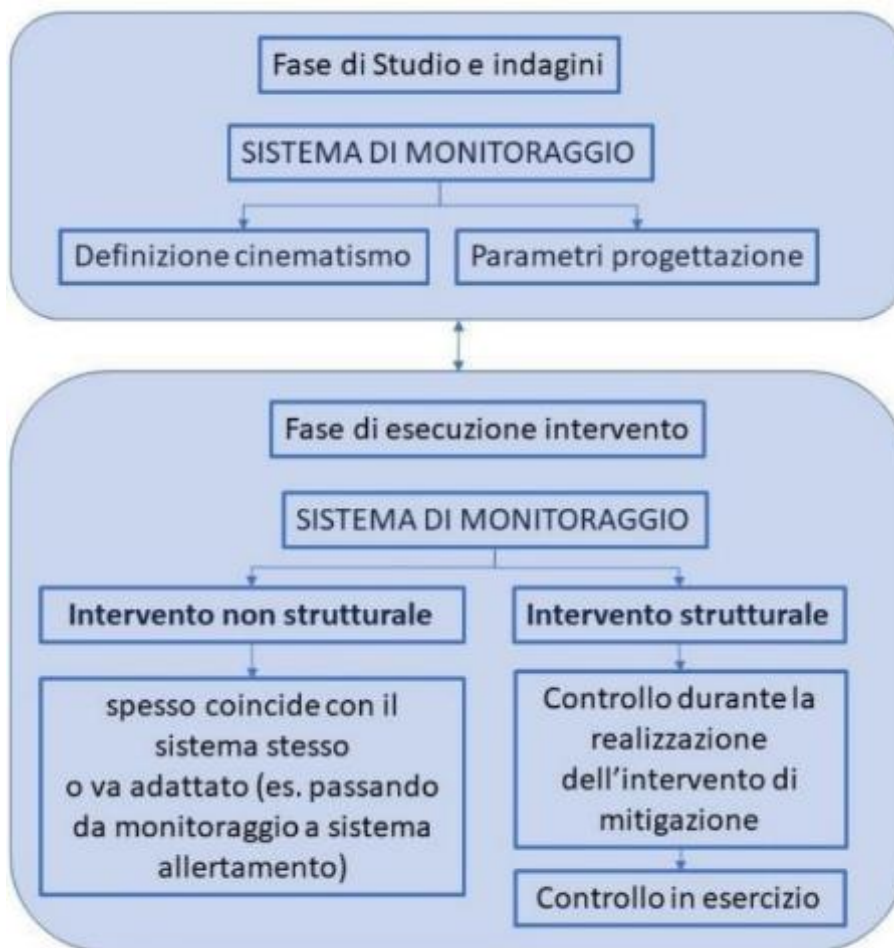 Fase di Studio e indagini
SISTEMA DI MONITORAGGIO
Definizione cinematismo
Parametri progettazione
Fase di esecuzione intervento
SISTEMA DI MONITORAGGIO
Intervento non strutturale
Intervento strutturale
spesso coincide con il
sistema stesso
o va adattato (es. passando
da monitoraggio a sistema
allertamento)
Controllo durante la
realizzazione
dell'intervento di
mitigazione
Controllo in esercizio